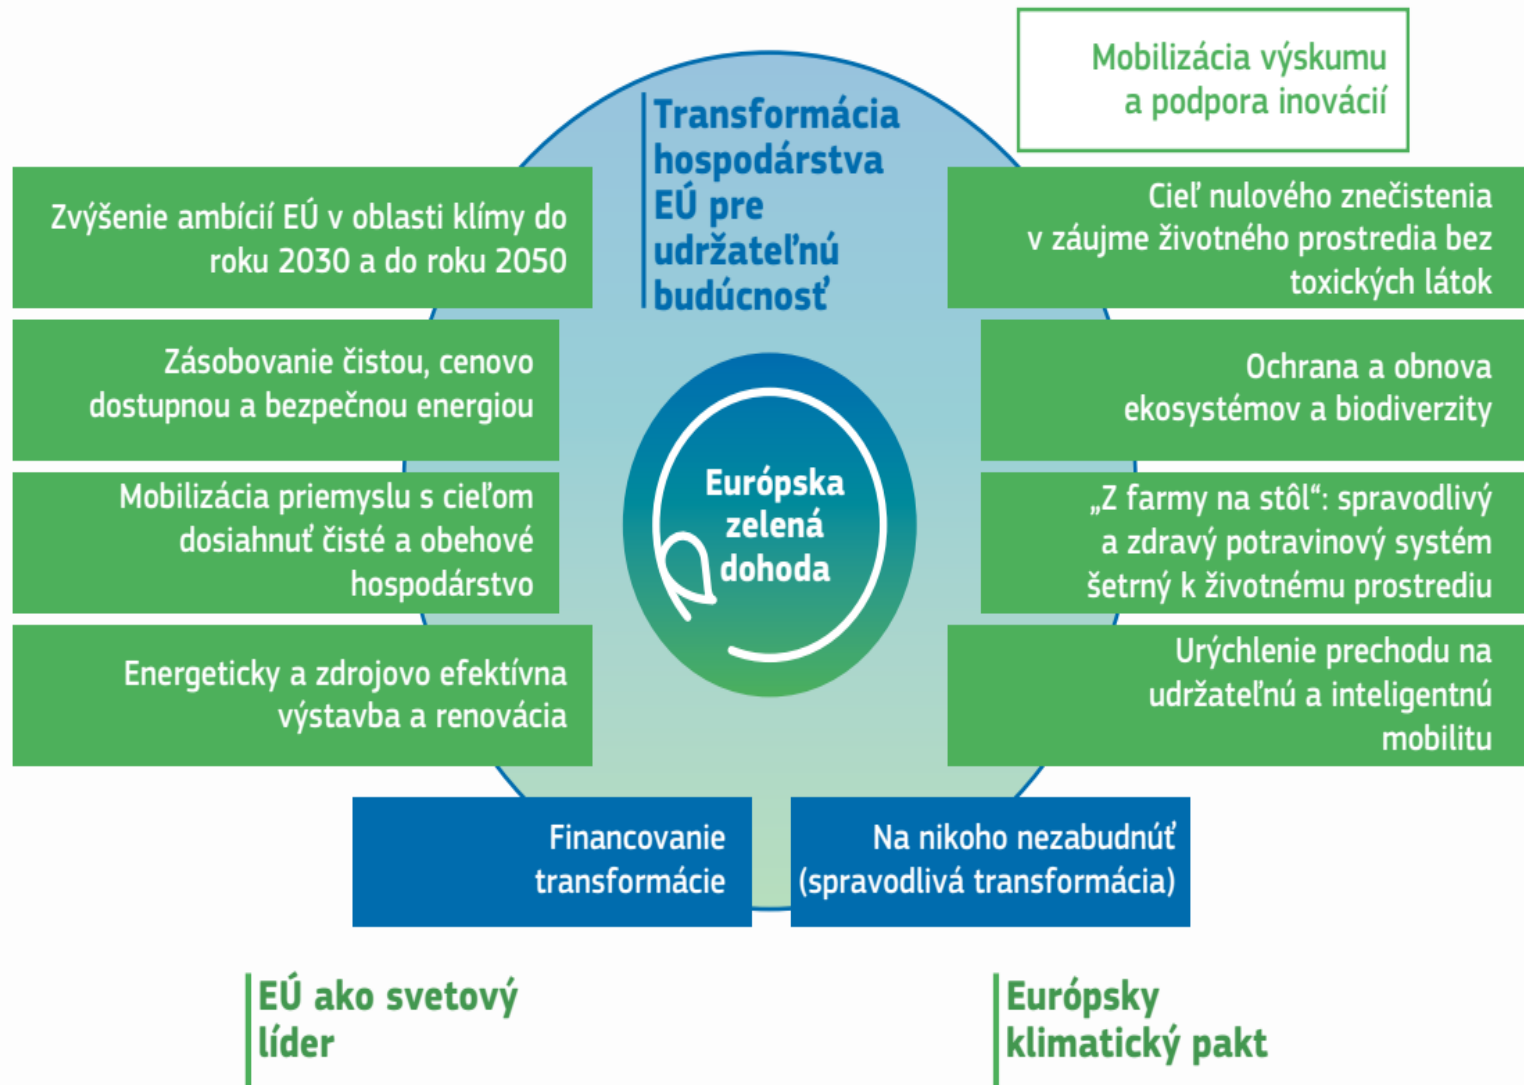 Mobilizácia výskumu
a podpora inovácií
Transformácia
hospodárstva
EÚ pre
udržateľnú
budúcnosť
Zvýšenie ambícií EÚ v oblasti klímy do
roku 2030 a do roku 2050
Cieľ nulového znečistenia
v záujme životného prostredia bez
toxických látok
Zásobovanie čistou, cenovo
dostupnou a bezpečnou energiou
Ochrana a obnova
ekosystémov a biodiverzity
Európska
zelená
dohoda
Mobilizácia priemyslu s cieľom
dosiahnuť čisté a obehové
hospodárstvo
„Z farmy na stôl“: spravodlivý
a zdravý potravinový systém
šetrný k životnému prostrediu
Energeticky a zdrojovo efektívna
výstavba a renovácia
Urýchlenie prechodu na
udržateľnú a inteligentnú
mobilitu
Financovanie
transformácie
Na nikoho nezabudnúť
(spravodlivá transformácia)
EÚ ako svetový
líder
Európsky
klimatický pakt